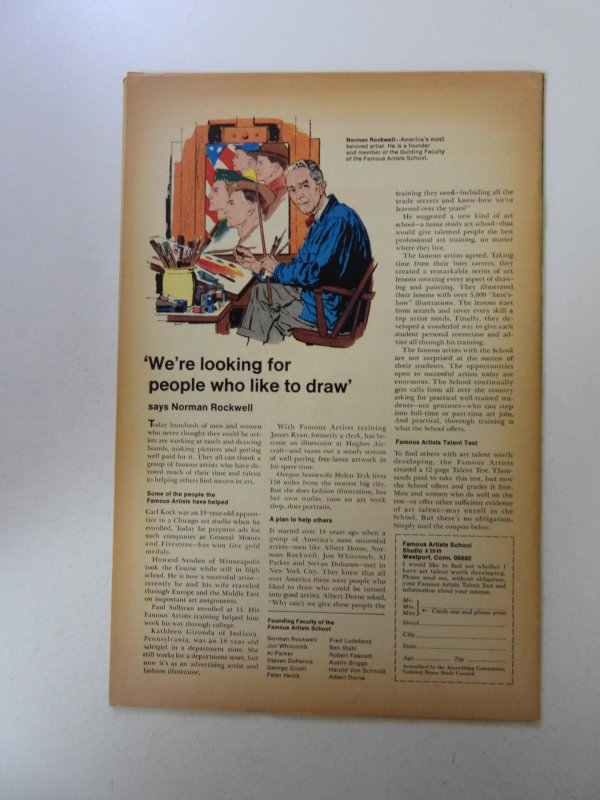 Norman Rockwell—America's most
beloved artist. He is a founder
and member of the Guiding Faculty
of the Famous Artists School.
'We're looking for
people who like to draw'
says Norman Rockwell
Today hundreds of men and women
who never thought they could be art-
ists are working at easels and drawing
boards, making pictures and getting
well paid for it. They all can thank a
group of famous artists who have de-
voted much of their time and talent
to helping others find success in art.
Some of the people the
Famous Artists have helped
Carl Kock was an 18-year-old appren-
tice in a Chicago art studio when he
enrolled. Today he prepares ads for
such companies as General Motors
and Firestone—has won five gold
medals.
Howard Sanden of Minneapolis
took the Course while still in high
school. He is now a successful artist—
recently he and his wife traveled
through Europe and the Middle East
on important art assignments.
Paul Sullivan enrolled at 14. His
Famous Artists training helped him
work his way through college.
Kathleen Gironda of Indiana,
Pennsylvania, was an 18-year-old
salesgirl in a department store. She
still works for a department store, but
now it's as an advertising artist and
fashion illustrator.
With Famous Artists training
James Ryan, formerly a clerk, has be-
come an illustrator at Hughes Air-
craft—and turns out a steady stream
of well-paying free-lance artwork in
his spare time.
Oregon housewife Helen Tryk lives
150 miles from the nearest big city.
But she does fashion illustration, has
her own studio, runs an art work
shop, does portraits.
A plan to help others
It started over 18 years ago when a
group of America's most successful
artists—men like Albert Dorne, Nor-
man Rockwell, Jon Whitcomb, Al
Parker and Stevan Dohanos—met in
New York City. They knew that all
over America there were people who
liked to draw who could be turned
into good artists. Albert Dorne asked,
"Why can't we give these people the
Founding Faculty of the
Famous Artists School
Norman Rockwell
Jon Whitcomb
Al Parker
Stevan Dohanos
George Giusti
Peter Helck
Fred Ludekens
Ben Stahl
Robert Fawcett
Austin Briggs
Harold Von Schmidt
Albert Dorne
training they need—including all the
trade secrets and know-how we've
learned over the years?"
He suggested a new kind of art
school—a home study art school—that
would give talented people the best
professional art training, no matter
where they live.
The famous artists agreed. Taking
time from their busy careers, they
created a remarkable series of art
lessons covering every aspect of draw-
ing and painting. They illustrated
their lessons with over 5,000 "here's-
how" illustrations. The lessons start
from scratch and cover every skill a
top artist needs. Finally, they de-
veloped a wonderful way to give each
student personal correction and ad-
vice all through his training.
The famous artists with the School
are not surprised at the success of
their students. The opportunities
open to successful artists today are
enormous. The School continually
gets calls from all over the country
asking for practical well-trained stu-
dents—not geniuses—who can step
into full-time or part-time art jobs.
And practical, thorough training is
what the School offers.
Famous Artists Talent Test
To find others with art talent worth
developing, the Famous Artists
created a 12-page Talent Test. Thou-
sands paid to take this test, but now
the School offers and grades it free.
Men and women who do well on the
test—or offer other sufficient evidence
of art talent—may enroll in the
School. But there's no obligation.
Simply mail the coupon below.
Famous Artists School
Studio
Westport, Conn. 06880
I would like to find out whether I
have art talent worth developing.
Please send me, without obligation,
your Famous Artists Talent Test and
information about your courses.
Mr.
Mrs.
Miss ← Circle one and please print
Street
City
State
Age Zip
Accredited by the Accrediting Commission
National Home Study Council